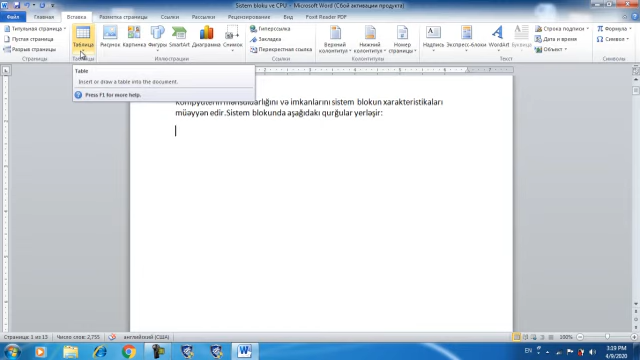 Sistem bloku ve CPU - Microsoft Word (Сбой активации продукта)
Файл
Главная
Вставка
Разметка страницы
Ссылки
Рассылки
Рецензирование
Вид
Foxit Reader PDF
Титульная страница
Пустая страница
Разрыв страницы
Страницы
Таблица
Таблицы
Рисунок
Картинка
Фигуры
SmartArt
Диаграмма
Снимок
Иллюстрации
Гиперссылка
Закладка
Перекрестная ссылка
Ссылки
Верхний колонтитул
Нижний колонтитул
Номер страницы
Колонтитулы
Надпись
Экспресс-блоки
WordArt
Буквица
Текст
Строка подписи
Дата и время
Объект
Формула
Символ
Символы
Table
Insert or draw a table into the document.
Press F1 for more help.
Kompüterin məhsuldarlığını və imkanlarını sistem blokun xarakteristikaları
müəyyən edir.Sistem blokunda aşağıdakı qurğular yerləşir:
Страница: 1 из 13
Число слов: 2,755
английский (США)
100%
EN
3:19 PM
4/9/2020